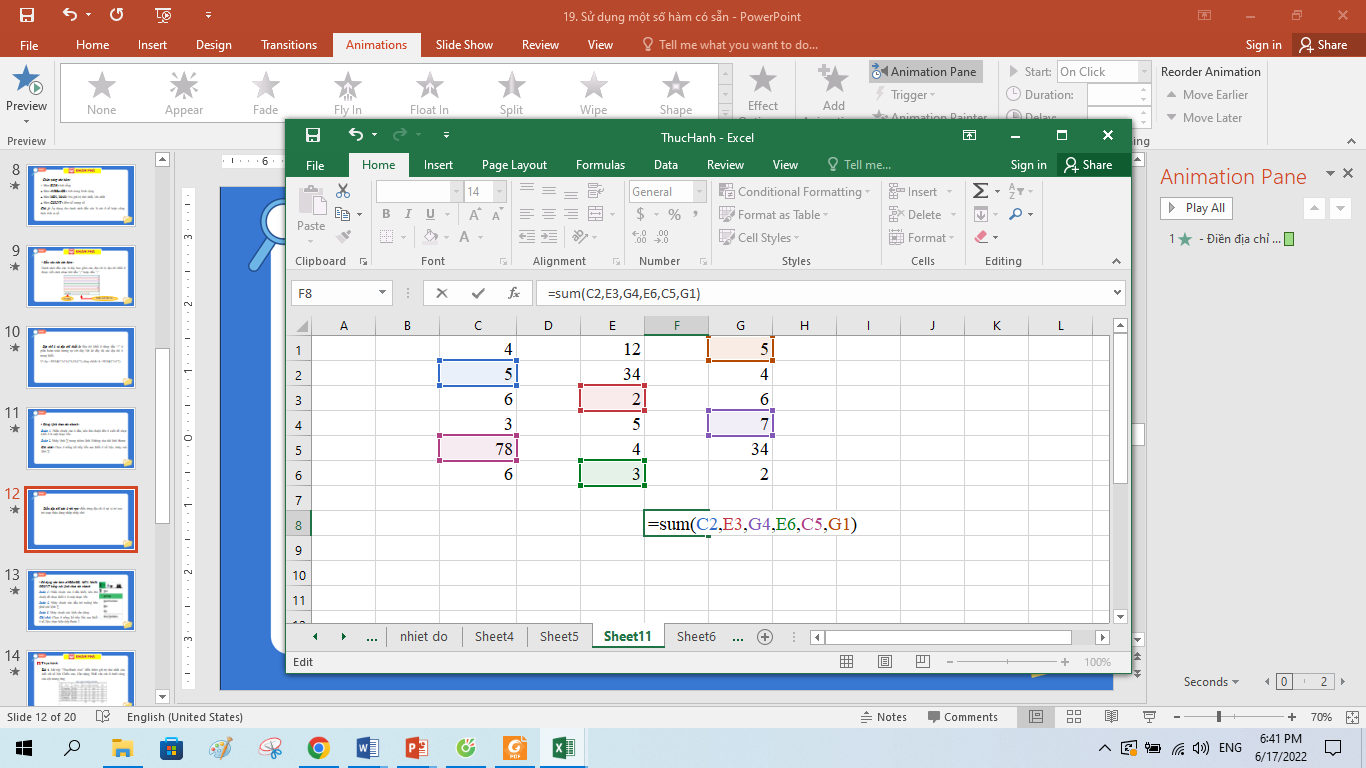 19. Sử dụng một số hàm có sẵn - PowerPoint
File Home Insert Design Transitions Animations Slide Show Review View Tell me what you want to do... Sign in Share
Preview None Appear Fade Fly In Float In Split Wipe Shape Effect Add Animation Pane Start: On Click Reorder Animation
Trigger Duration: Move Earlier
Animation Painter Delay: Move Later
Preview
ThucHanh - Excel
File Home Insert Page Layout Formulas Data Review View Tell me... Sign in Share
Paste 14 General Conditional Formatting Insert
B I U A A $ % Format as Table Delete
Cell Styles Format
Clipboard Font Alignment Number Styles Cells Editing
F8 =sum(C2,E3,G4,E6,C5,G1)
A B C D E F G H I J K L
1 4 12 5
2 5 34 4
3 6 2 6
4 3 5 7
5 78 4 34
6 6 3 2
7
8 =sum(C2,E3,G4,E6,C5,G1)
9
10
11
... nhiet do Sheet4 Sheet5 Sheet11 Sheet6 ...
Edit 100%
8
9
10
11
12
13
14
Animation Pane
Play All
1 - Điền địa chỉ ...
Seconds 0 2
Slide 12 of 20 English (United States) Notes Comments 70%
ENG 6:41 PM
6/17/2022